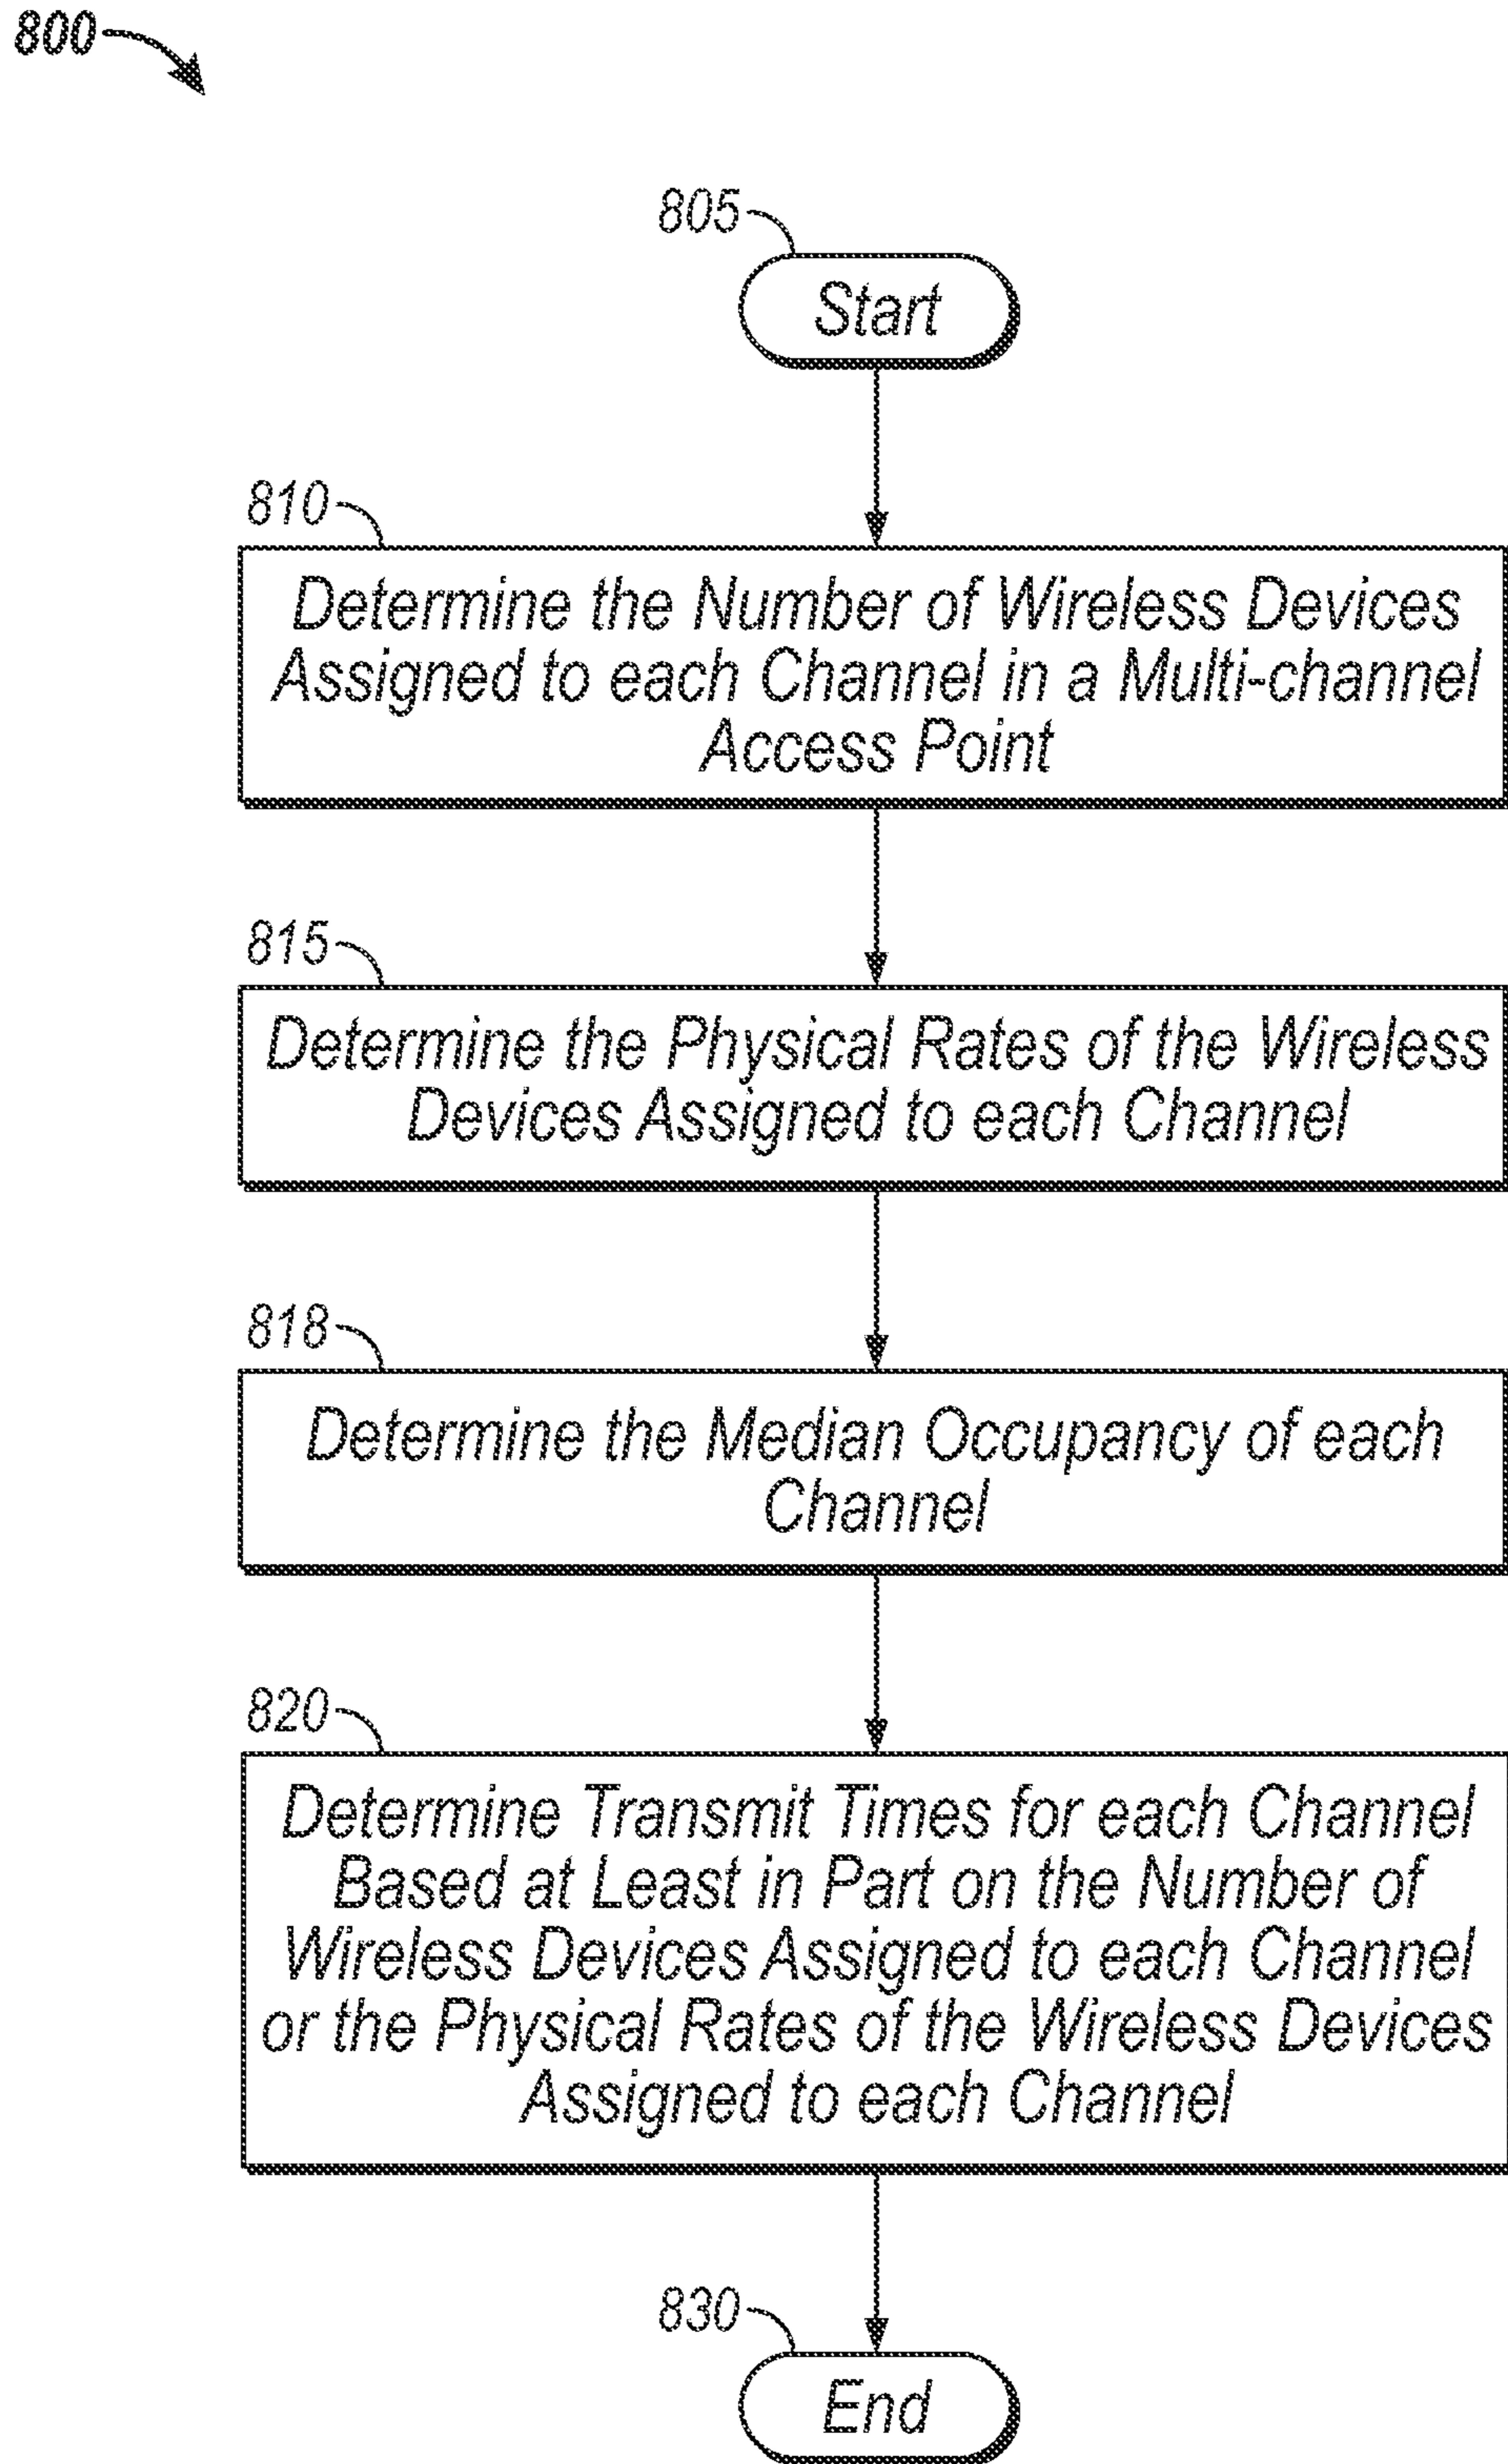 800
805
Start
810
Determine the Number of Wireless Devices
Assigned to each Channel in a Multi-channel
Access Point
815
Determine the Physical Rates of the Wireless
Devices Assigned to each Channel
818
Determine the Median Occupancy of each
Channel
820
Determine Transmit Times for each Channel
Based at Least in Part on the Number of
Wireless Devices Assigned to each Channel
or the Physical Rates of the Wireless Devices
Assigned to each Channel
830
End